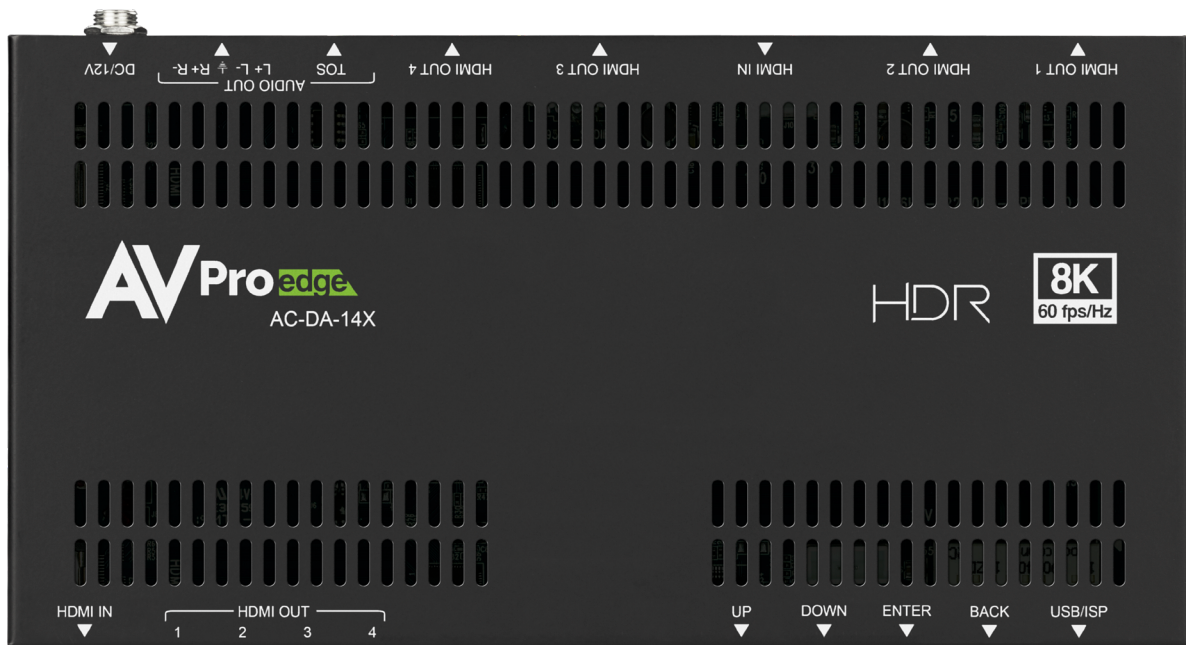 DC/12V L+ L- ⏚ R+ R- TOS HDMI OUT 4 HDMI OUT 3 HDMI IN HDMI OUT 2 HDMI OUT 1
AUDIO OUT
AVPro edge
AC-DA-14X
HDR
8K
60 fps/Hz
HDMI IN HDMI OUT UP DOWN ENTER BACK USB/ISP
1 2 3 4